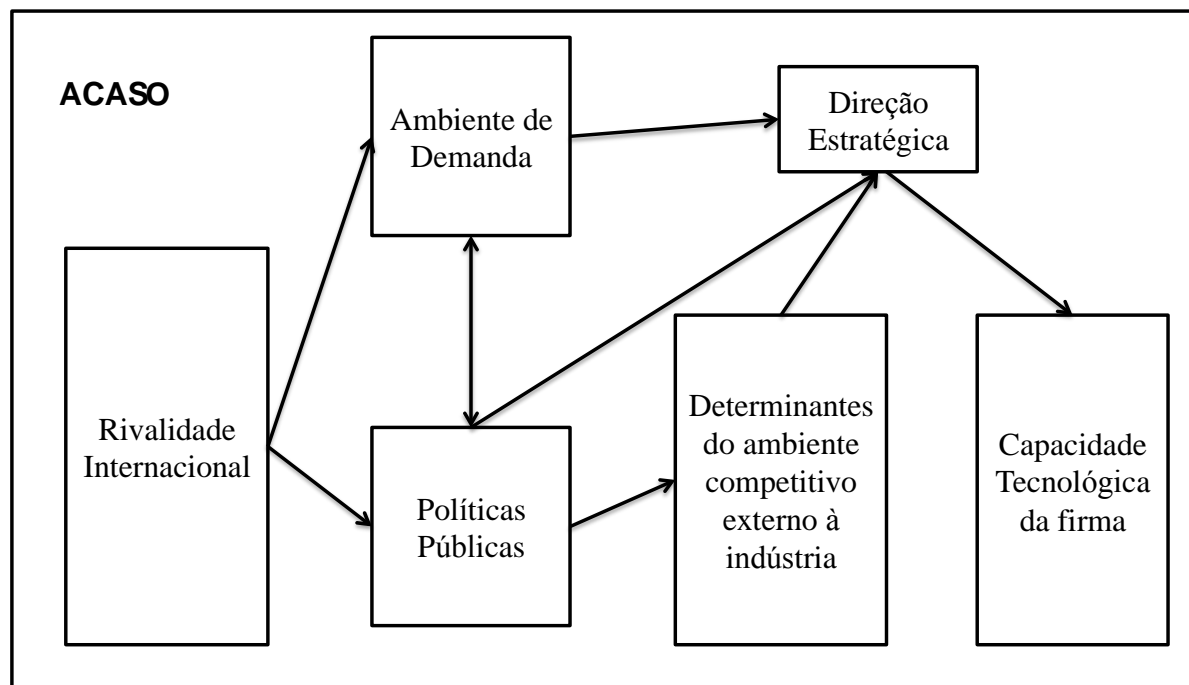 ACASO
Ambiente de
Demanda
Direção
Estratégica
Rivalidade
Internacional
Políticas
Públicas
Determinantes
do ambiente
competitivo
externo à
indústria
Capacidade
Tecnológica
da firma